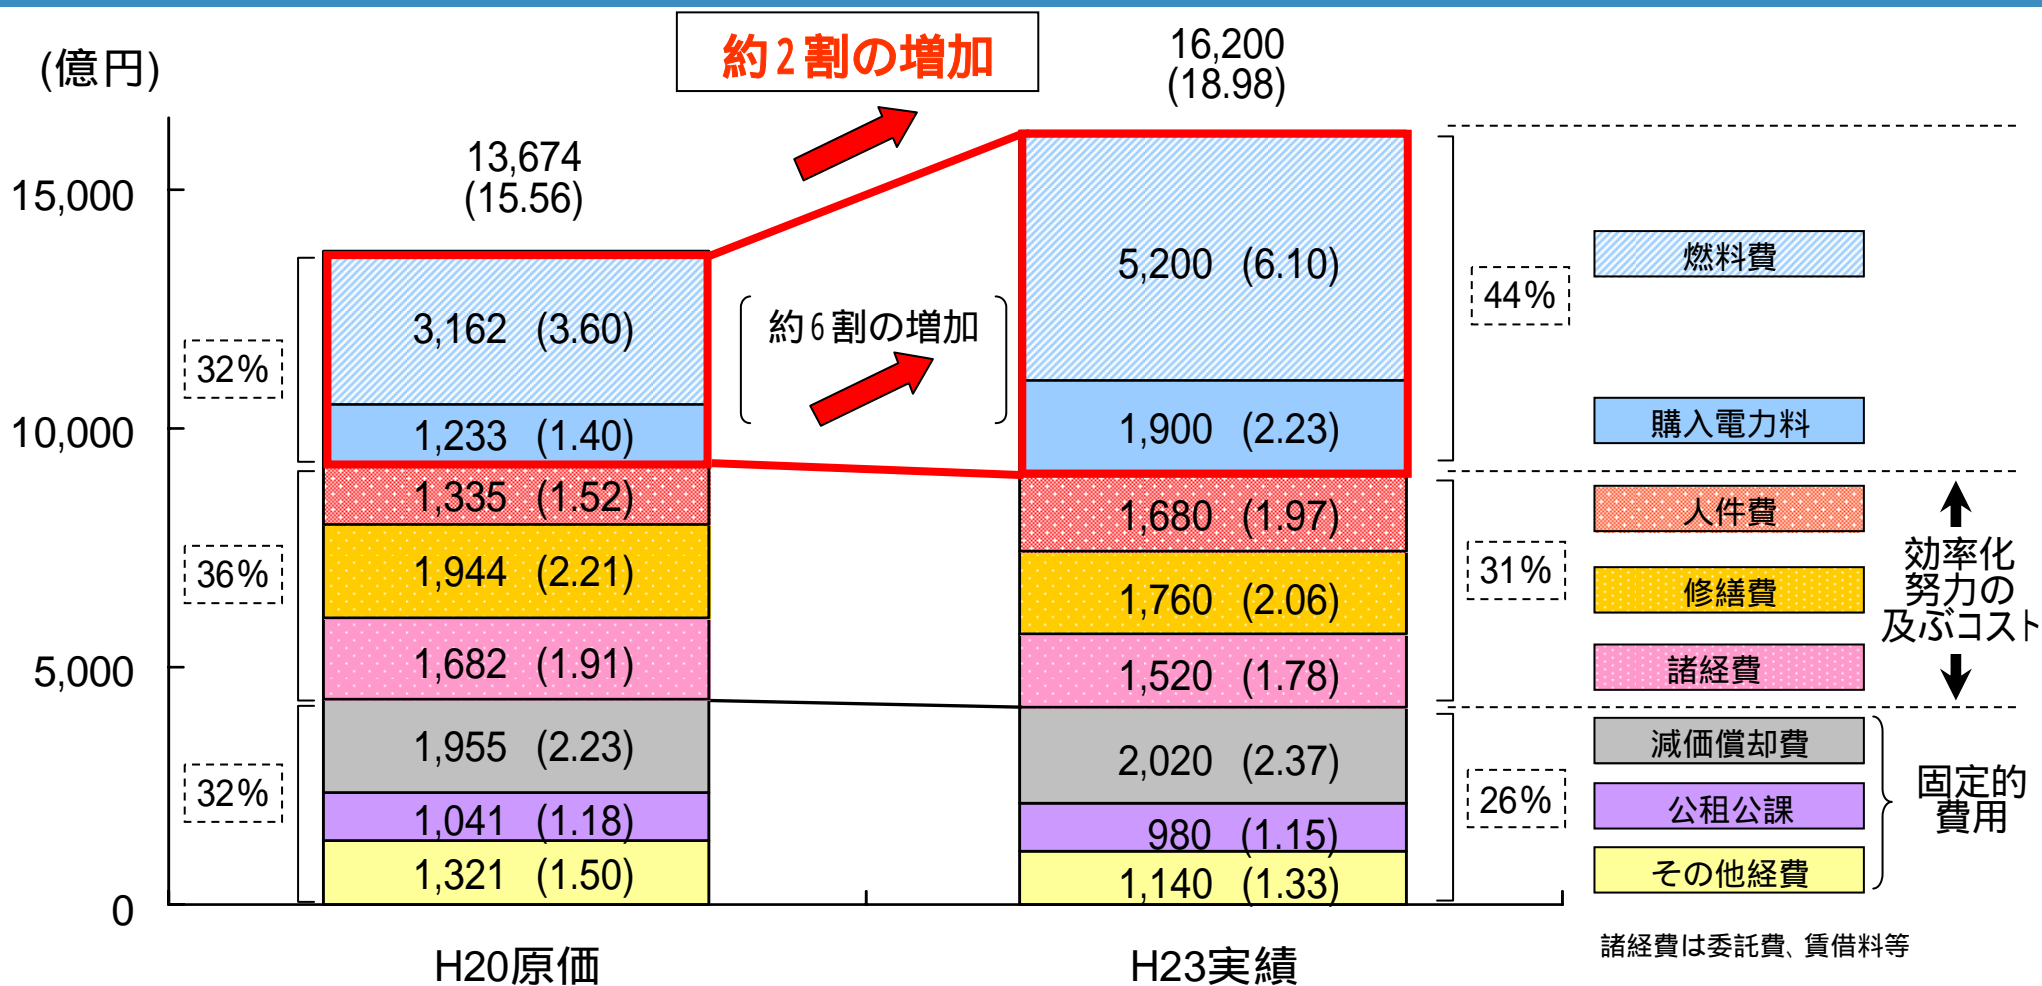 (億円)
約2割の増加
16,200
(18.98)
13,674
(15.56)
15,000
10,000
5,000
0
32%
36%
32%
3,162 (3.60)
1,233 (1.40)
1,335 (1.52)
1,944 (2.21)
1,682 (1.91)
1,955 (2.23)
1,041 (1.18)
1,321 (1.50)
約6割の増加
5,200 (6.10)
1,900 (2.23)
1,680 (1.97)
1,760 (2.06)
1,520 (1.78)
2,020 (2.37)
980 (1.15)
1,140 (1.33)
44%
31%
26%
燃料費
購入電力料
人件費
修繕費
諸経費
減価償却費
公租公課
その他経費
効率化
努力の
及ぶコスト
固定的
費用
H20原価
H23実績
諸経費は委託費、賃借料等